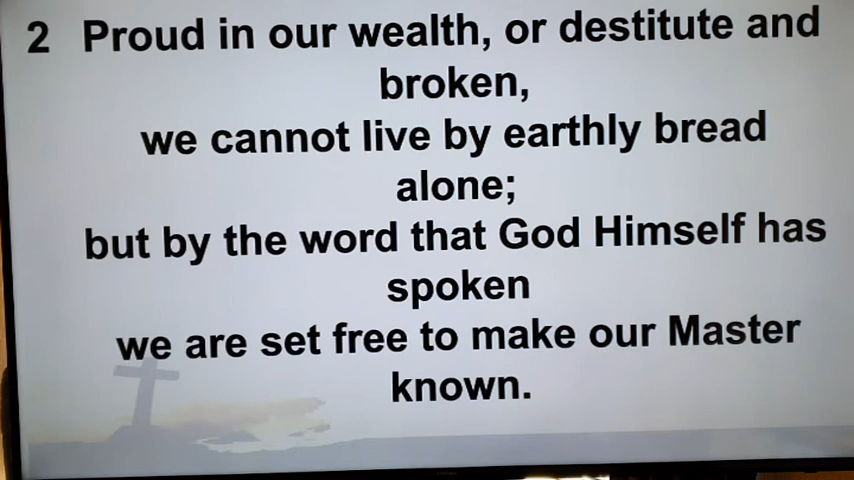 2 Proud in our wealth, or destitute and
broken,
we cannot live by earthly bread
alone;
but by the word that God Himself has
spoken
we are set free to make our Master
known.